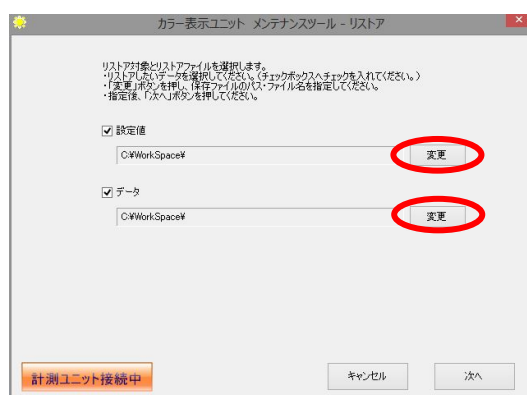 カラー表示ユニット メンテナンスツール - リストア
リストア対象とリストアファイルを選択します。
・リストアしたいデータを選択してください。（チェックボックスへチェックを入れてください。）
・「変更」ボタンを押し、保存ファイルのパス・ファイル名を指定してください。
・指定後、「次へ」ボタンを押してください。
設定値
C:¥WorkSpace¥
変更
データ
C:¥WorkSpace¥
変更
計測ユニット接続中
キャンセル
次へ